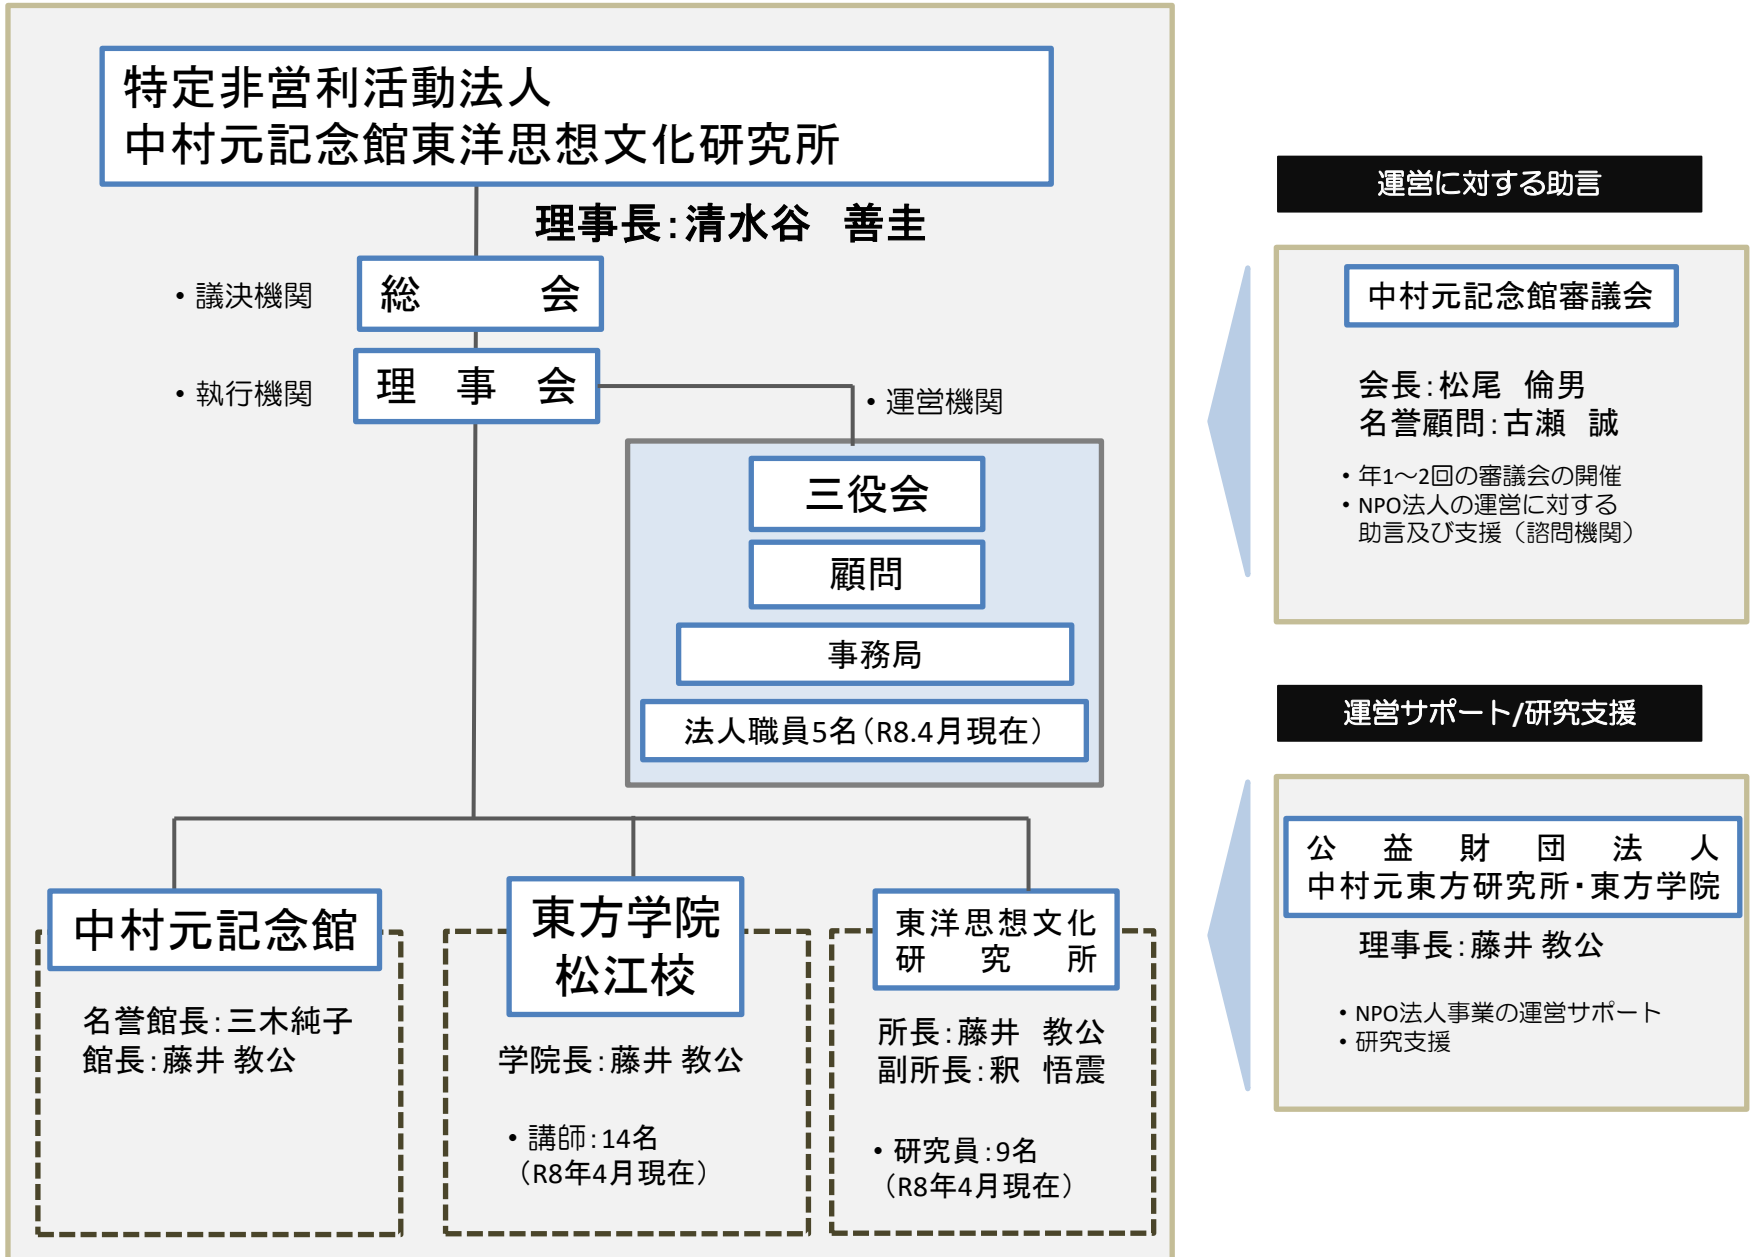 特定非営利活動法人
中村元記念館東洋思想文化研究所
理事長：清水谷　善圭
・議決機関
総　会
・執行機関
理　事　会
・運営機関
三役会
顧問
事務局
法人職員5名（R8.4月現在）
中村元記念館
名誉館長：三木純子
館長：藤井 教公
東方学院
松江校
学院長：藤井 教公
・講師：14名
（R8年4月現在）
東洋思想文化
研　究　所
所長：藤井　教公
副所長：釈　悟震
・研究員：9名
（R8年4月現在）
運営に対する助言
中村元記念館審議会
会長：松尾　倫男
名誉顧問：古瀬　誠
・年1～2回の審議会の開催
・NPO法人の運営に対する
助言及び支援（諮問機関）
運営サポート/研究支援
公　益　財　団　法　人
中村元東方研究所・東方学院
理事長：藤井 教公
・NPO法人事業の運営サポート
・研究支援